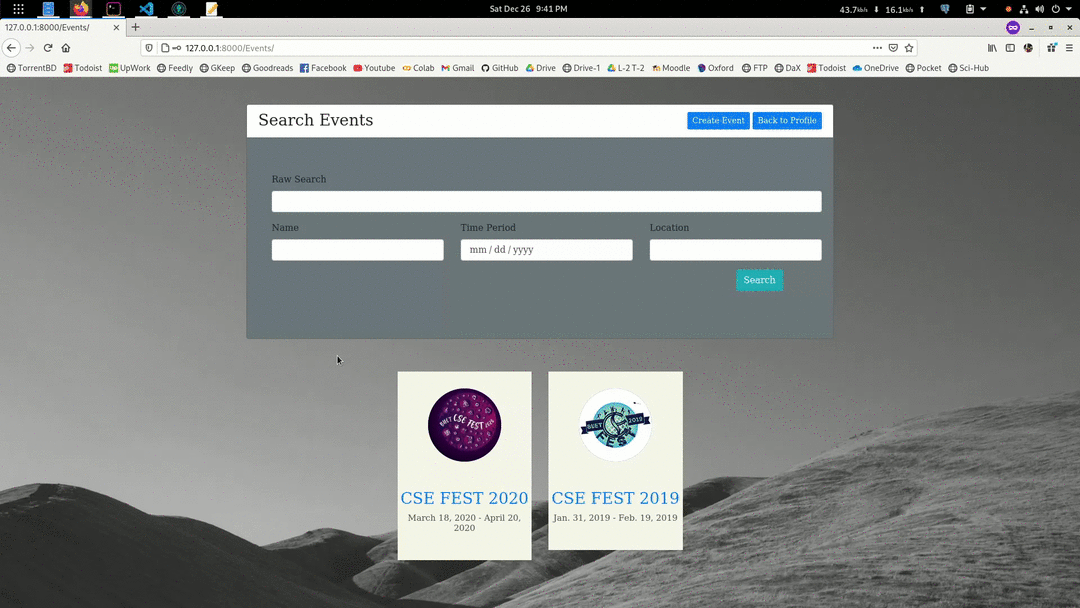 Sat Dec 26 9:41 PM
43.7kb/s 16.1kb/s
127.0.0.1:8000/Events/
127.0.0.1:8000/Events/
TorrentBD Todoist UpWork Feedly GKeep Goodreads Facebook Youtube Colab Gmail GitHub Drive Drive-1 L-2 T-2 Moodle Oxford FTP DaX Todoist OneDrive Pocket Sci-Hub
Search Events
Create Event Back to Profile
Raw Search
Name Time Period Location
mm / dd / yyyy
Search
BUET CSE FEST 2020
BUET 2019
FEST
CSE FEST 2020
March 18, 2020 - April 20,
2020
CSE FEST 2019
Jan. 31, 2019 - Feb. 19, 2019